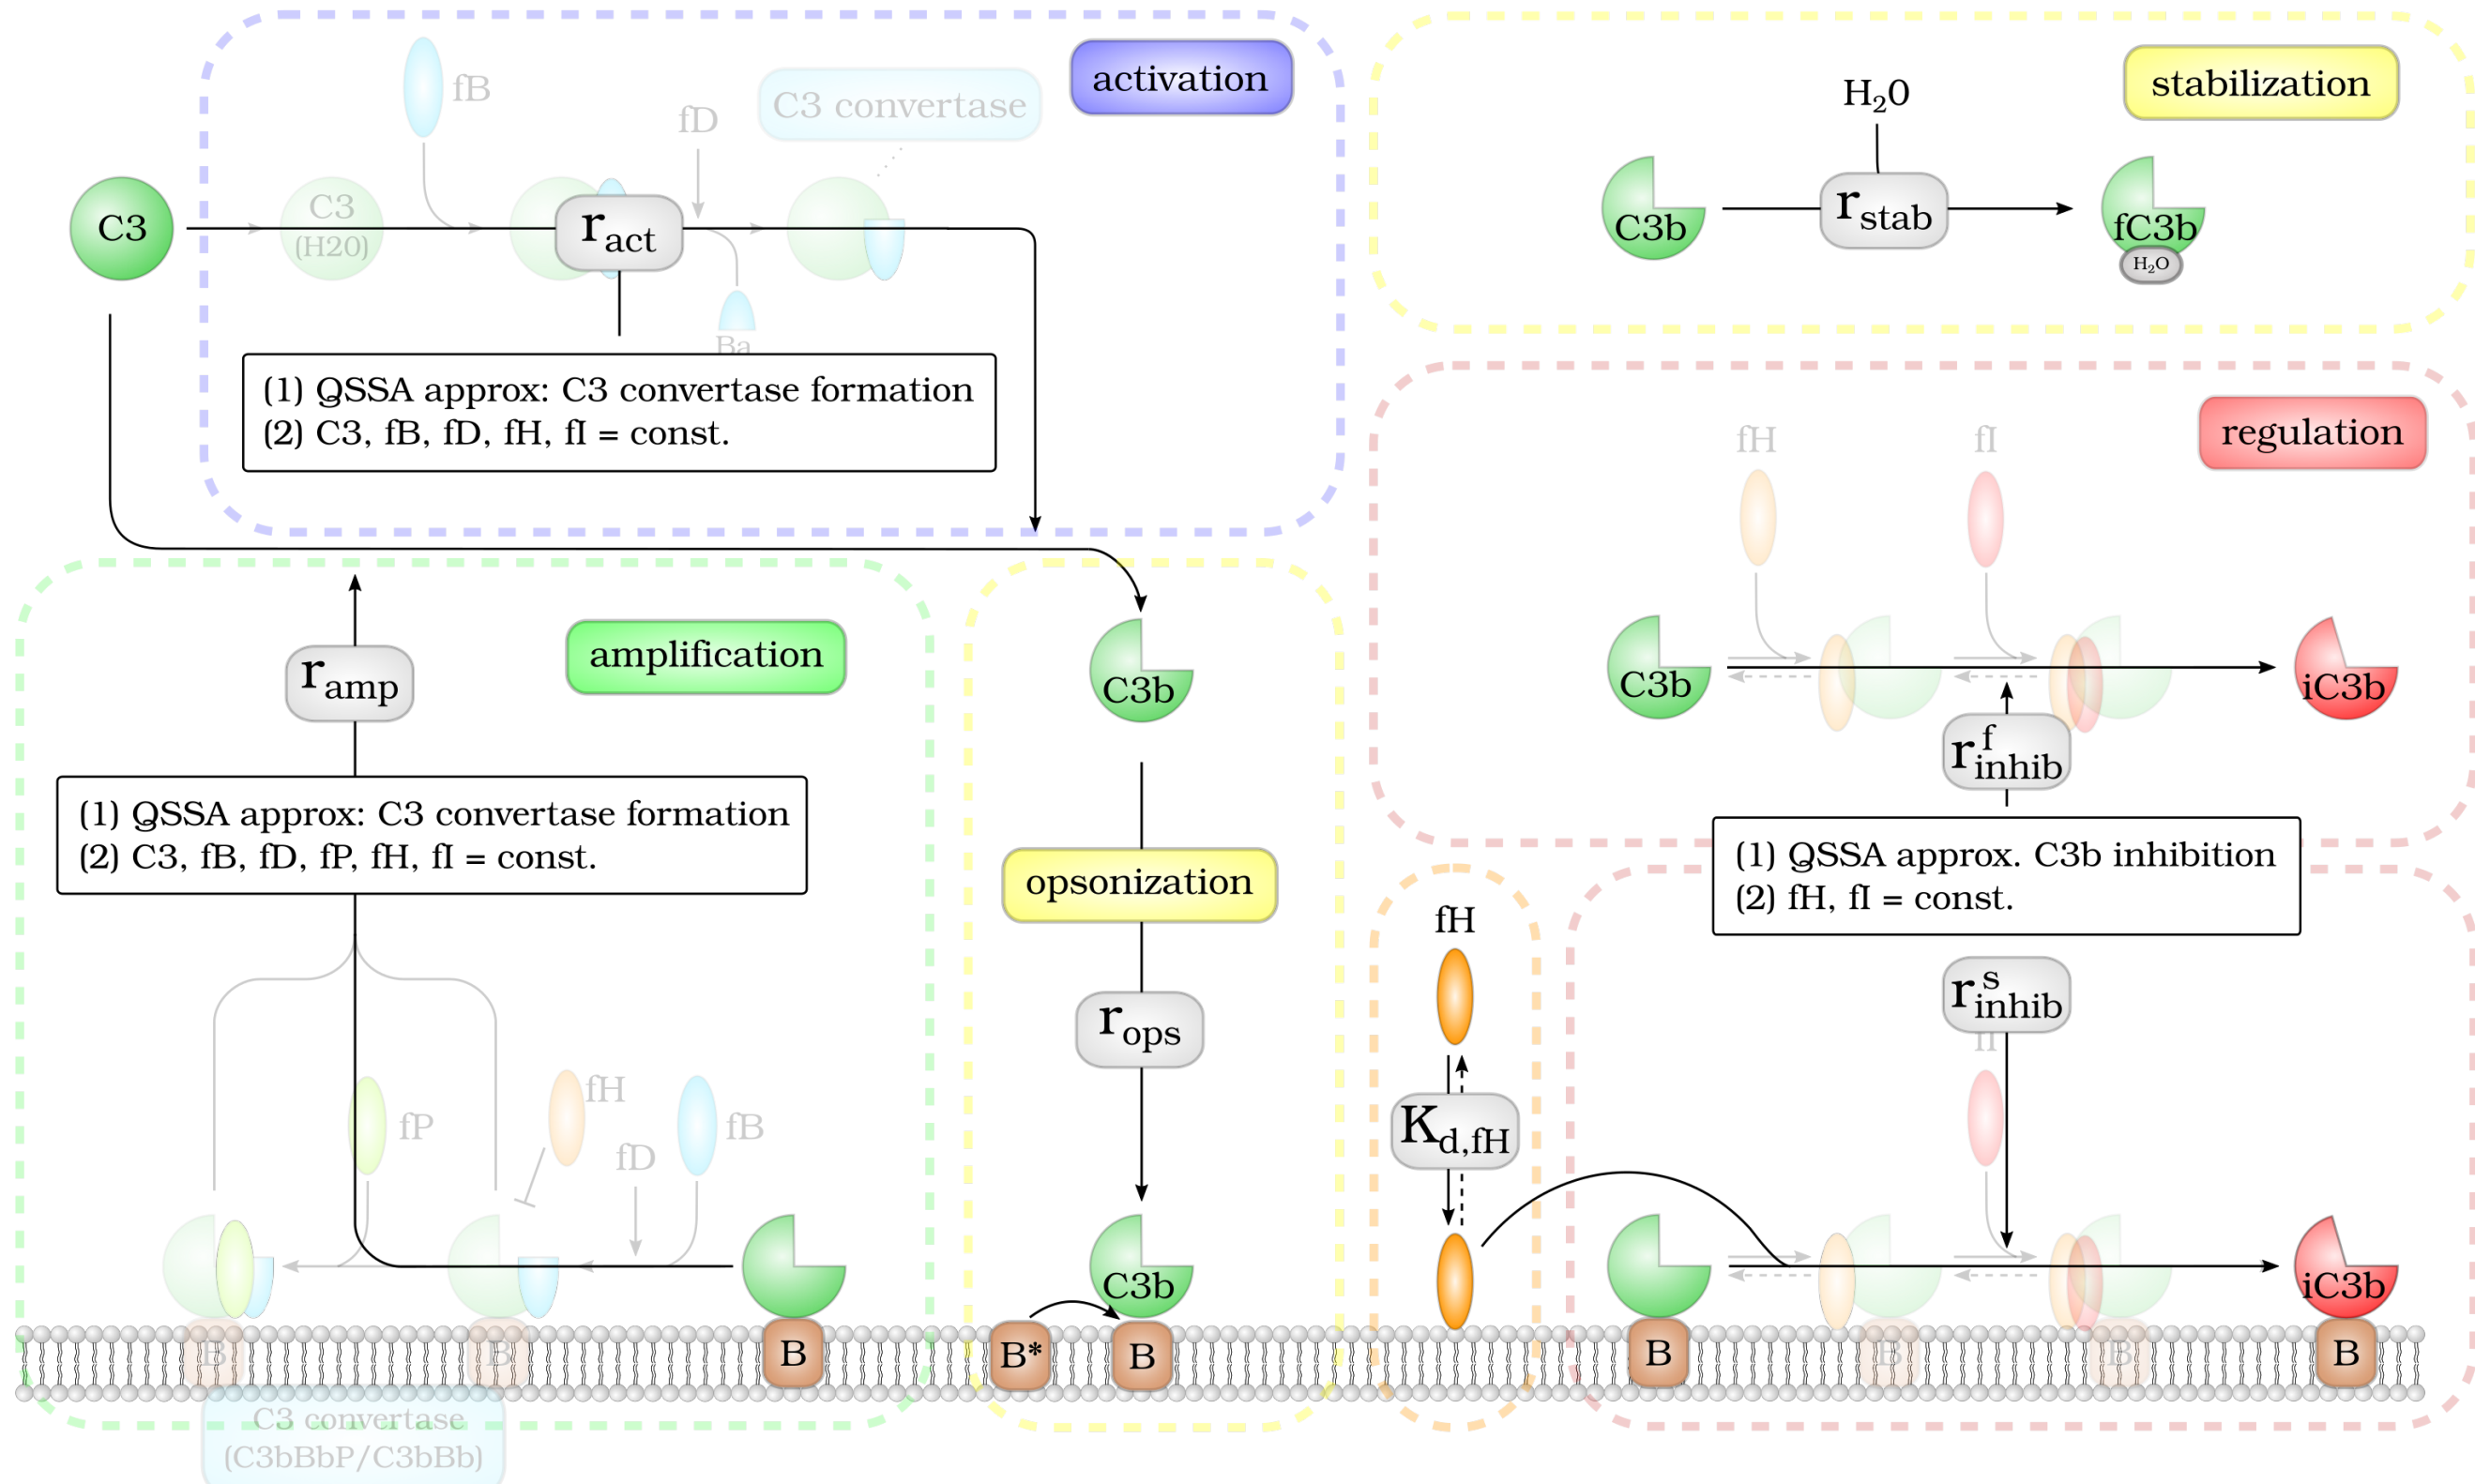 activation
fB
fD
C3 convertase
C3
C3
(H20)
r_act
Ba
(1) QSSA approx: C3 convertase formation
(2) C3, fB, fD, fH, fI = const.
stabilization
H₂0
C3b
r_stab
fC3b
H₂O
regulation
fH
fI
C3b
iC3b
r^f_inhib
(1) QSSA approx. C3b inhibition
(2) fH, fI = const.
amplification
r_amp
(1) QSSA approx: C3 convertase formation
(2) C3, fB, fD, fP, fH, fI = const.
fP
fH
fD
fB
B
B
B
C3 convertase
(C3bBbP/C3bBb)
C3b
opsonization
r_ops
C3b
B*
B
fH
K_d,fH
r^s_inhib
fI
iC3b
B
B
B
B